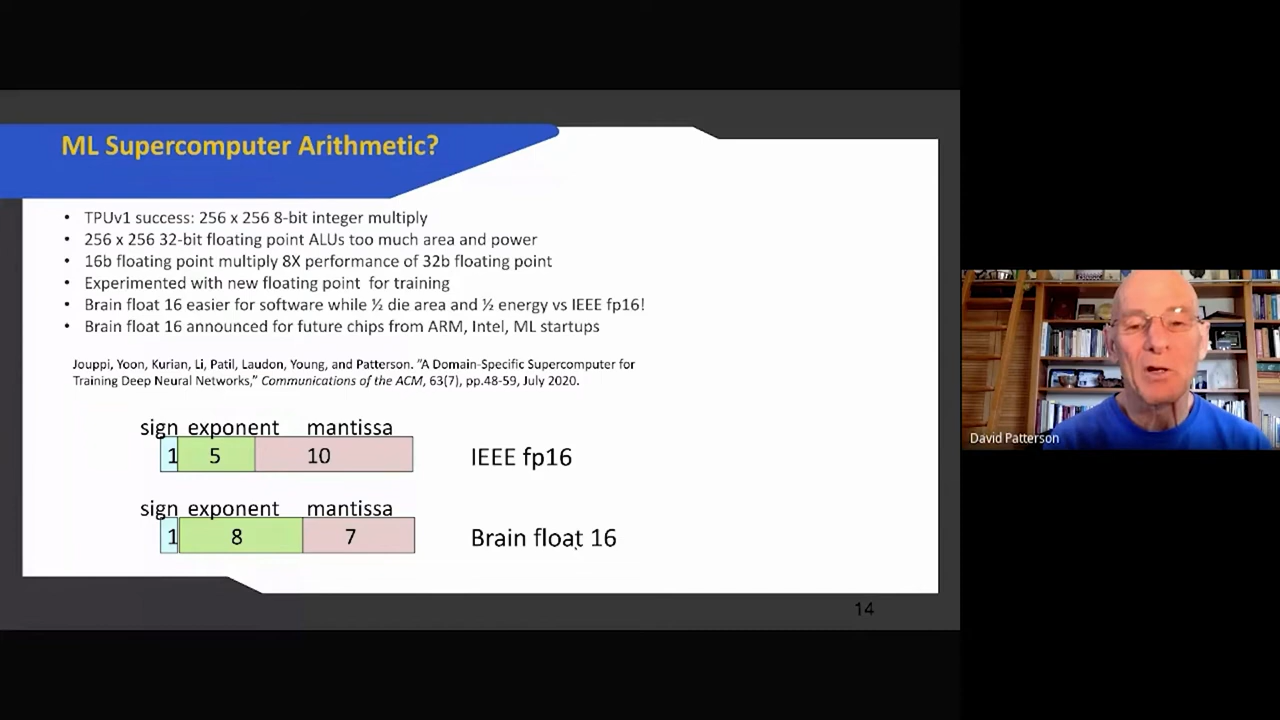 ML Supercomputer Arithmetic?
• TPUv1 success: 256 x 256 8-bit integer multiply
• 256 x 256 32-bit floating point ALUs too much area and power
• 16b floating point multiply 8X performance of 32b floating point
• Experimented with new floating point for training
• Brain float 16 easier for software while ½ die area and ½ energy vs IEEE fp16!
• Brain float 16 announced for future chips from ARM, Intel, ML startups
Jouppi, Yoon, Kurian, Li, Patil, Laudon, Young, and Patterson. "A Domain-Specific Supercomputer for
Training Deep Neural Networks," Communications of the ACM, 63(7), pp.48-59, July 2020.
sign exponent mantissa
1 5 10 IEEE fp16
sign exponent mantissa
1 8 7 Brain float 16
14
David Patterson